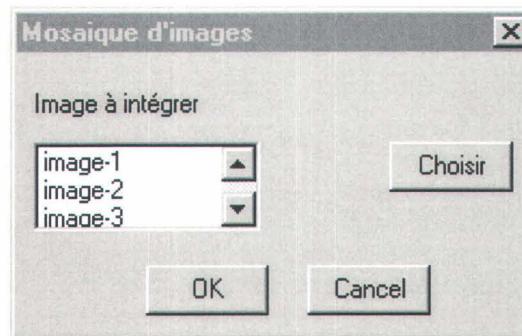 Mosaique d'images
Image à intégrer
image-1
image-2
image-3
Choisir
OK
Cancel